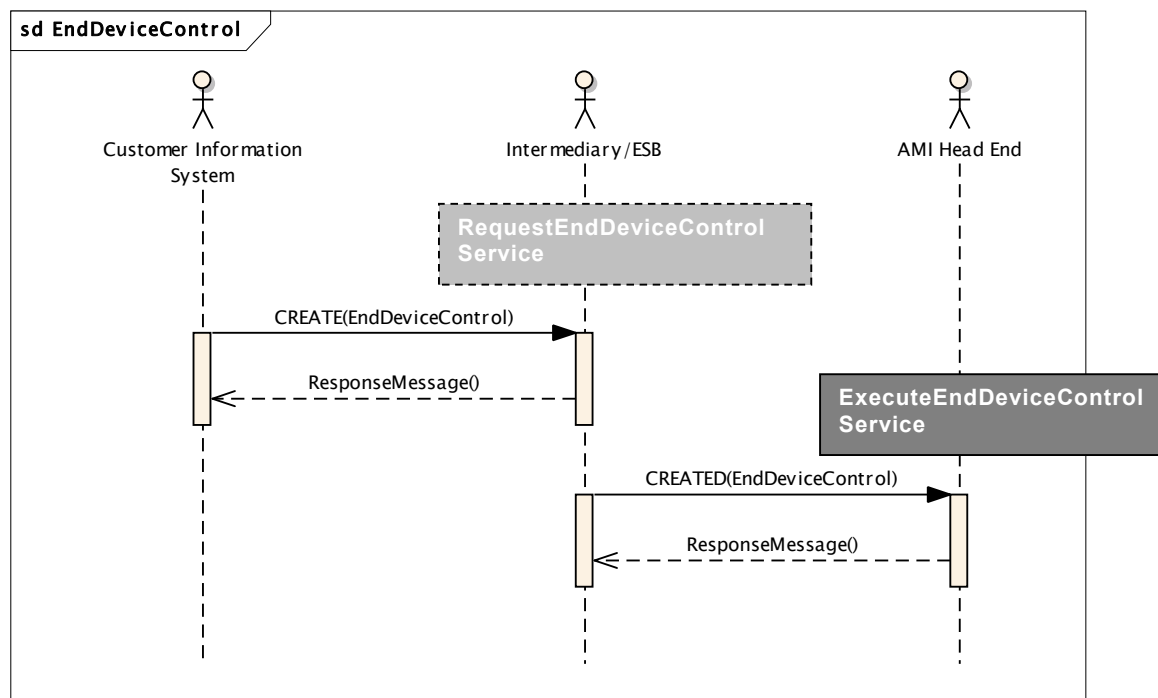 sd EndDeviceControl
Customer Information
System
Intermediary/ESB
AMI Head End
RequestEndDeviceControl
Service
CREATE(EndDeviceControl)
ResponseMessage()
ExecuteEndDeviceControl
Service
CREATED(EndDeviceControl)
ResponseMessage()